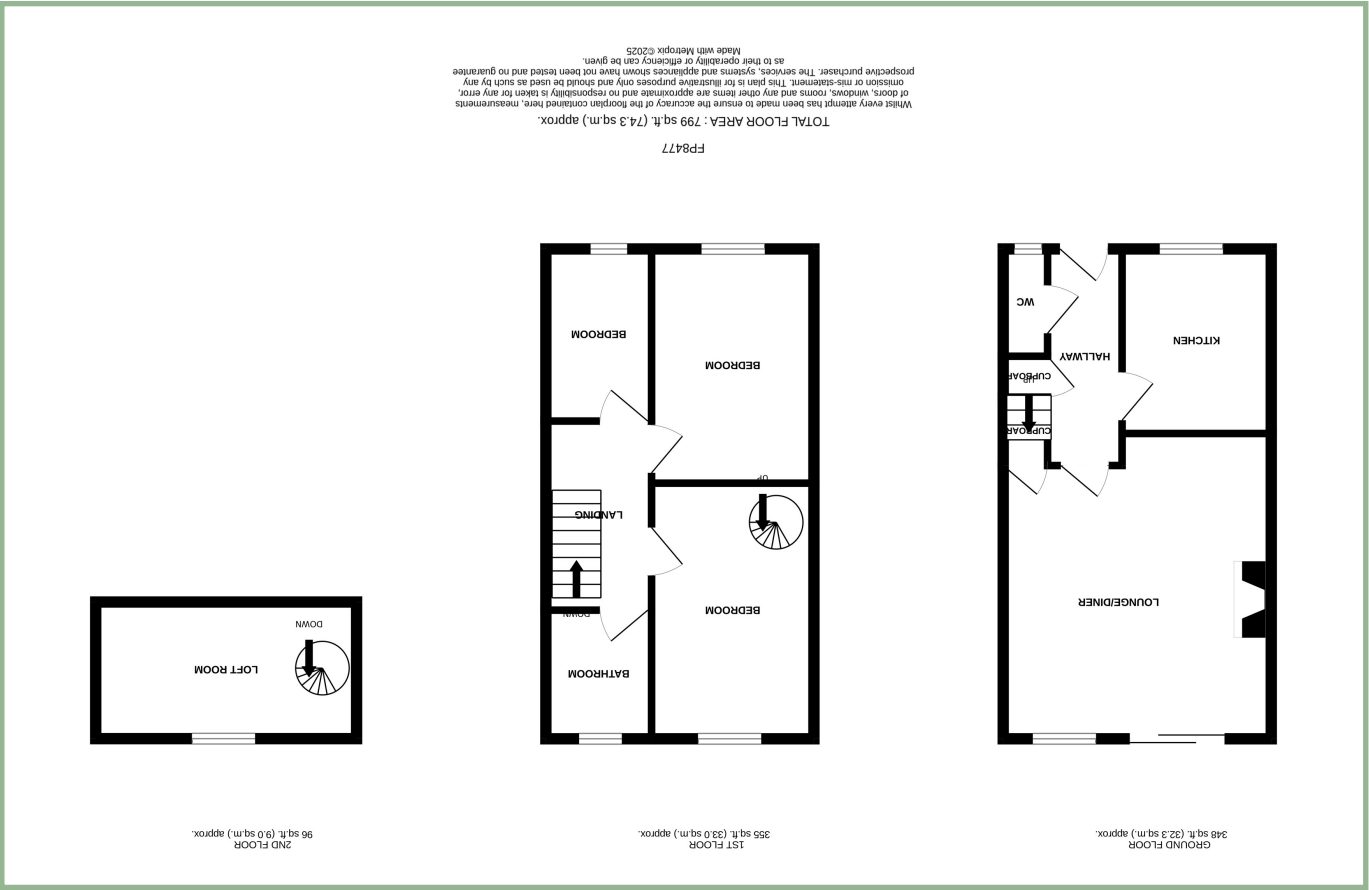 GROUND FLOOR
348 sq.ft. (32.3 sq.m.) approx.
LOUNGE/DINER
CUPBOAR
UP
CUPBOAR
HALLWAY
KITCHEN
WC
1ST FLOOR
355 sq.ft. (33.0 sq.m.) approx.
BATHROOM
DOWN
BEDROOM
LANDING
UP
BEDROOM
BEDROOM
2ND FLOOR
96 sq.ft. (9.0 sq.m.) approx.
LOFT ROOM
DOWN
FP8477
TOTAL FLOOR AREA : 799 sq.ft. (74.3 sq.m.) approx.
Whilst every attempt has been made to ensure the accuracy of the floorplan contained here, measurements
of doors, windows, rooms and any other items are approximate and no responsibility is taken for any error,
omission or mis-statement. This plan is for illustrative purposes only and should be used as such by any
prospective purchaser. The services, systems and appliances shown have not been tested and no guarantee
as to their operability or efficiency can be given.
Made with Metropix ©2025